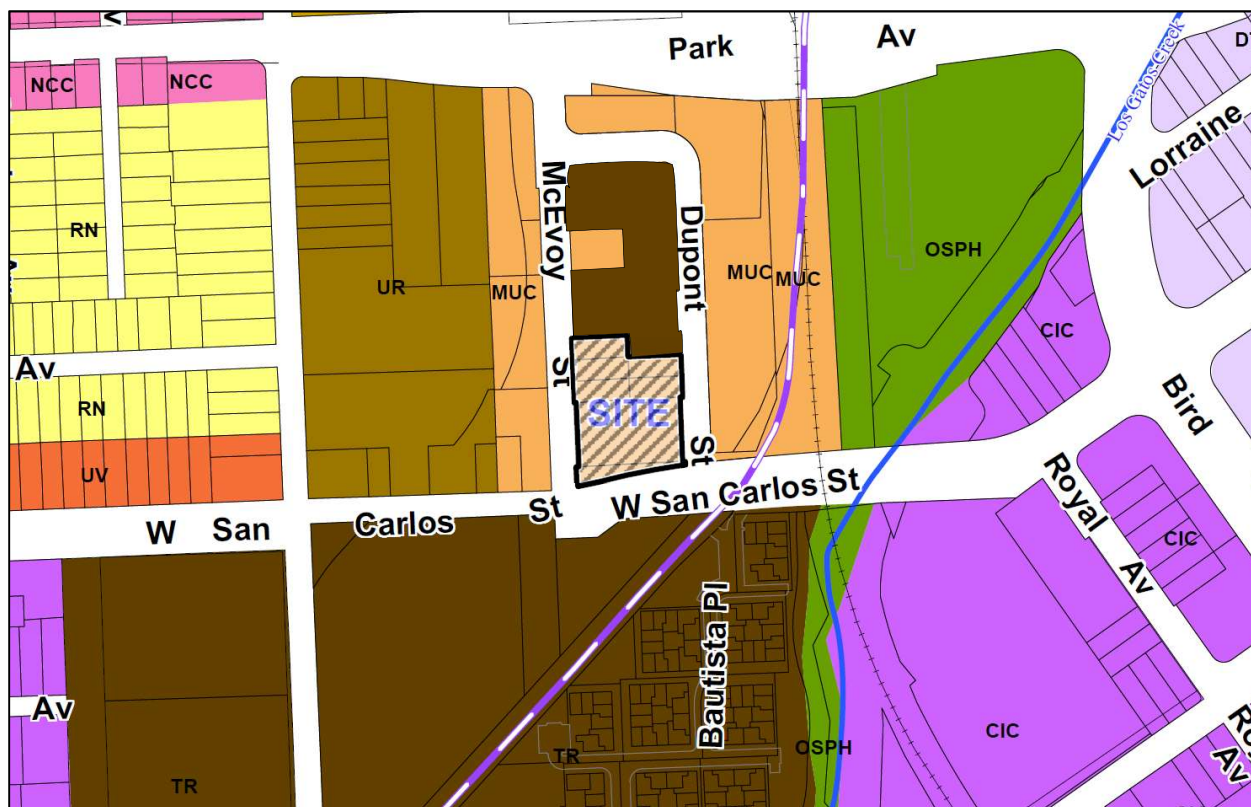 Park Av
NCC
NCC
Los Gatos Creek
Lorraine
McEvoy St
Dupont St
RN
UR
MUC
MUC
MUC
OSPH
CIC
Av
SITE
Bird
RN
UV
W San Carlos St
W San Carlos St
Royal Av
CIC
Bautista Pl
Av
TR
TR
OSPH
CIC
Av